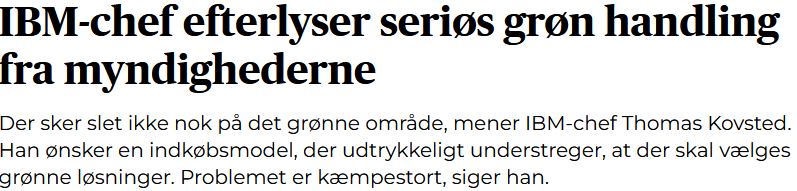 IBM-chef efterlyser seriøs grøn handling
fra myndighederne
Der sker slet ikke nok på det grønne område, mener IBM-chef Thomas Kovsted.
Han ønsker en indkøbsmodel, der udtrykkeligt understreger, at der skal vælges
grønne løsninger. Problemet er kæmpestort, siger han.